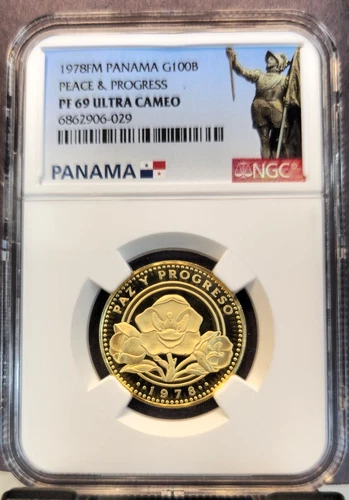 1978FM PANAMA G100B
PEACE & PROGRESS
PF 69 ULTRA CAMEO
6862906-029
PANAMA
NGC
PAZ Y PROGRESO
1978